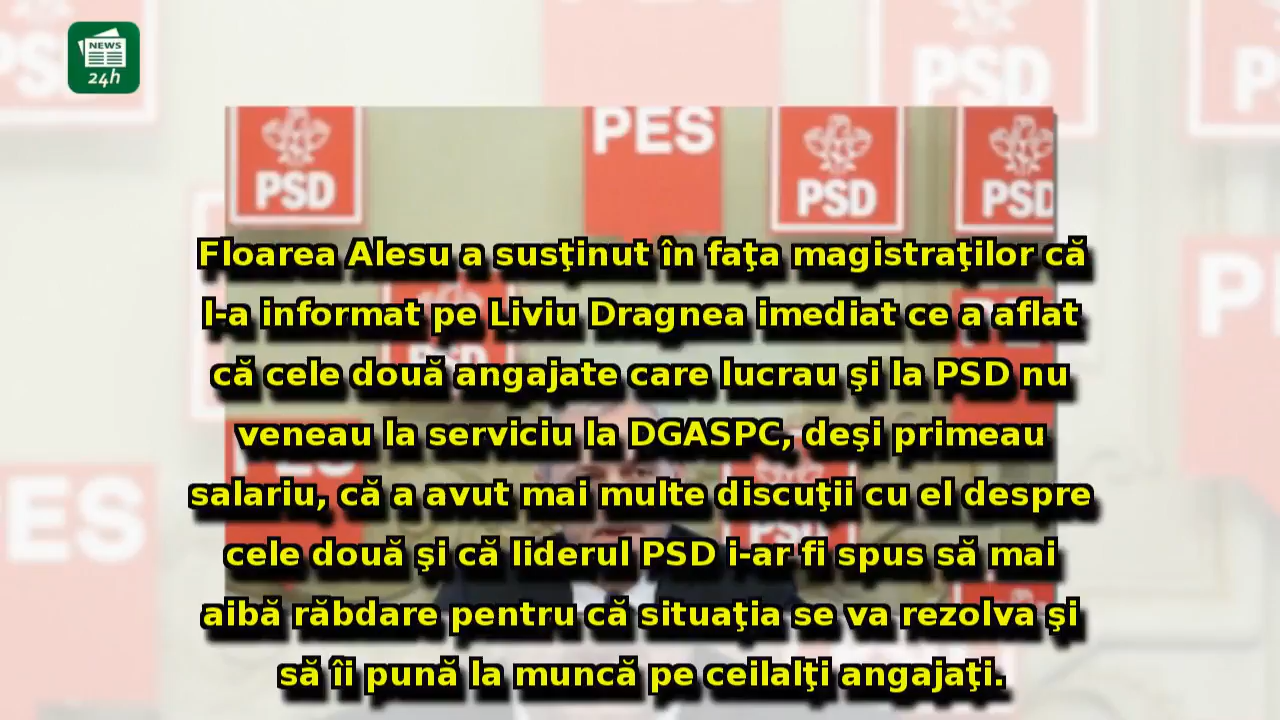 NEWS
24h
PSD
PES
PSD
PSD
Floarea Alesu a susţinut în faţa magistraţilor că
l-a informat pe Liviu Dragnea imediat ce a aflat
că cele două angajate care lucrau şi la PSD nu
veneau la serviciu la DGASPC, deşi primeau
salariu, că a avut mai multe discuţii cu el despre
cele două şi că liderul PSD i-ar fi spus să mai
aibă răbdare pentru că situaţia se va rezolva şi
să îi pună la muncă pe ceilalţi angajaţi.